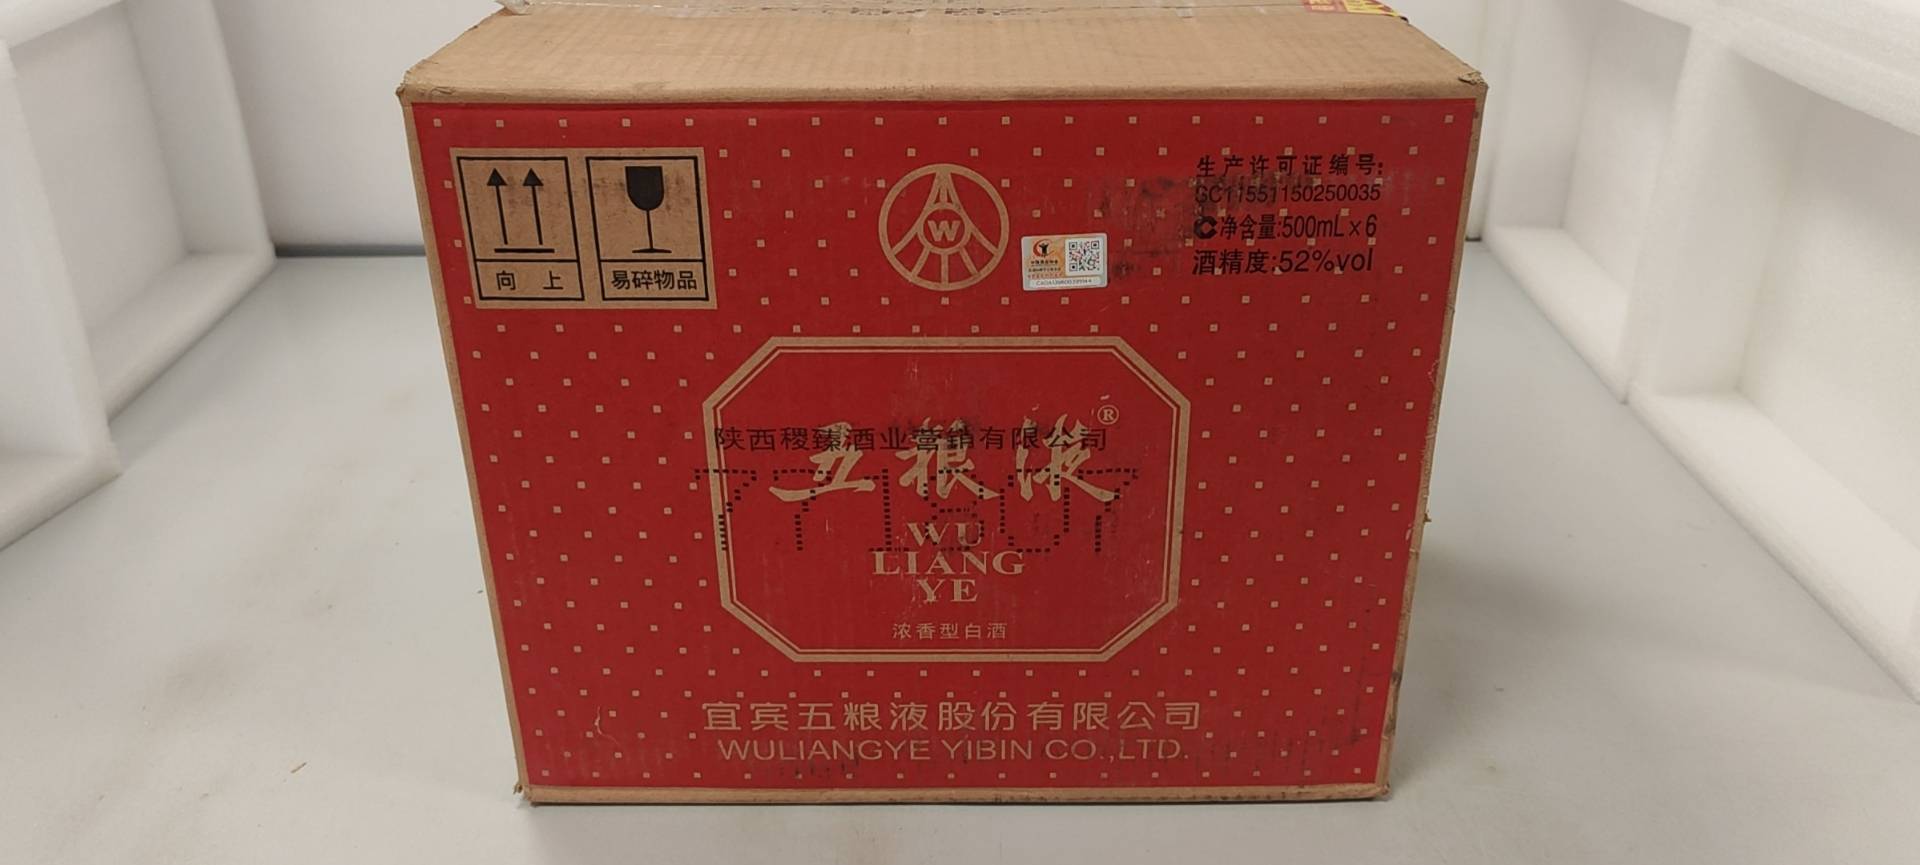 向 上
易碎物品
W
生产许可证编号:
SC11551150250035
净含量:500mL×6
酒精度:52%vol
陕西稷臻酒业营销有限公司
五粮液®
771807
WU
LIANG
YE
浓香型白酒
宜宾五粮液股份有限公司
WULIANGYE YIBIN CO.,LTD.